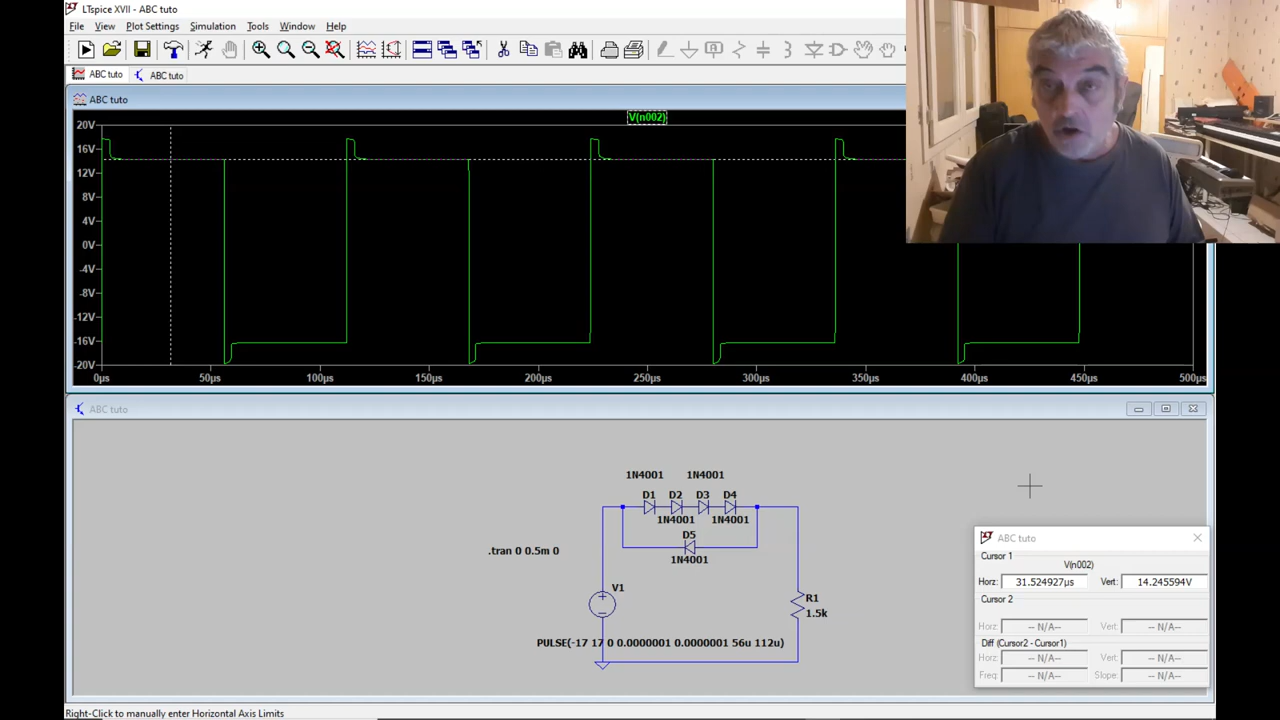 LTspice XVII - ABC tuto
File View Plot Settings Simulation Tools Window Help
ABC tuto ABC tuto
ABC tuto
V(n002)
20V
16V
12V
8V
4V
0V
-4V
-8V
-12V
-16V
-20V
0µs 50µs 100µs 150µs 200µs 250µs 300µs 350µs 400µs 450µs 500µs
ABC tuto
1N4001 1N4001
D1 D2 D3 D4
1N4001 1N4001
D5
1N4001
.tran 0 0.5m 0
V1
R1
1.5k
PULSE(-17 17 0 0.0000001 0.0000001 56u 112u)
ABC tuto
Cursor 1
V(n002)
Horz: 31.524927µs Vert: 14.245594V
Cursor 2
Horz: -- N/A-- Vert: -- N/A--
Diff (Cursor2 - Cursor1)
Horz: -- N/A-- Vert: -- N/A--
Freq: -- N/A-- Slope: -- N/A--
Right-Click to manually enter Horizontal Axis Limits